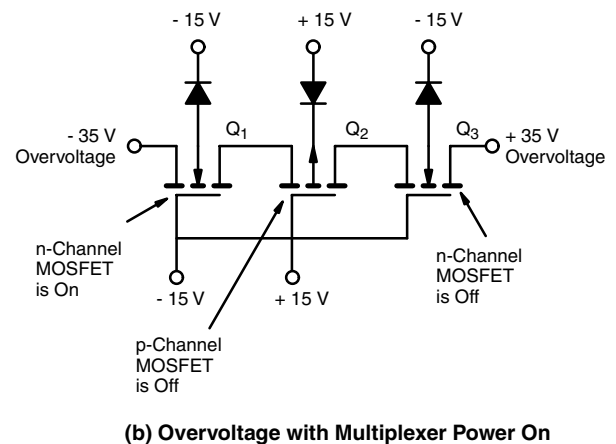 - 15 V
+ 15 V
- 15 V
Q1
Q2
Q3
- 35 V
Overvoltage
+ 35 V
Overvoltage
n-Channel
MOSFET
is On
- 15 V
+ 15 V
n-Channel
MOSFET
is Off
p-Channel
MOSFET
is Off
(b) Overvoltage with Multiplexer Power On